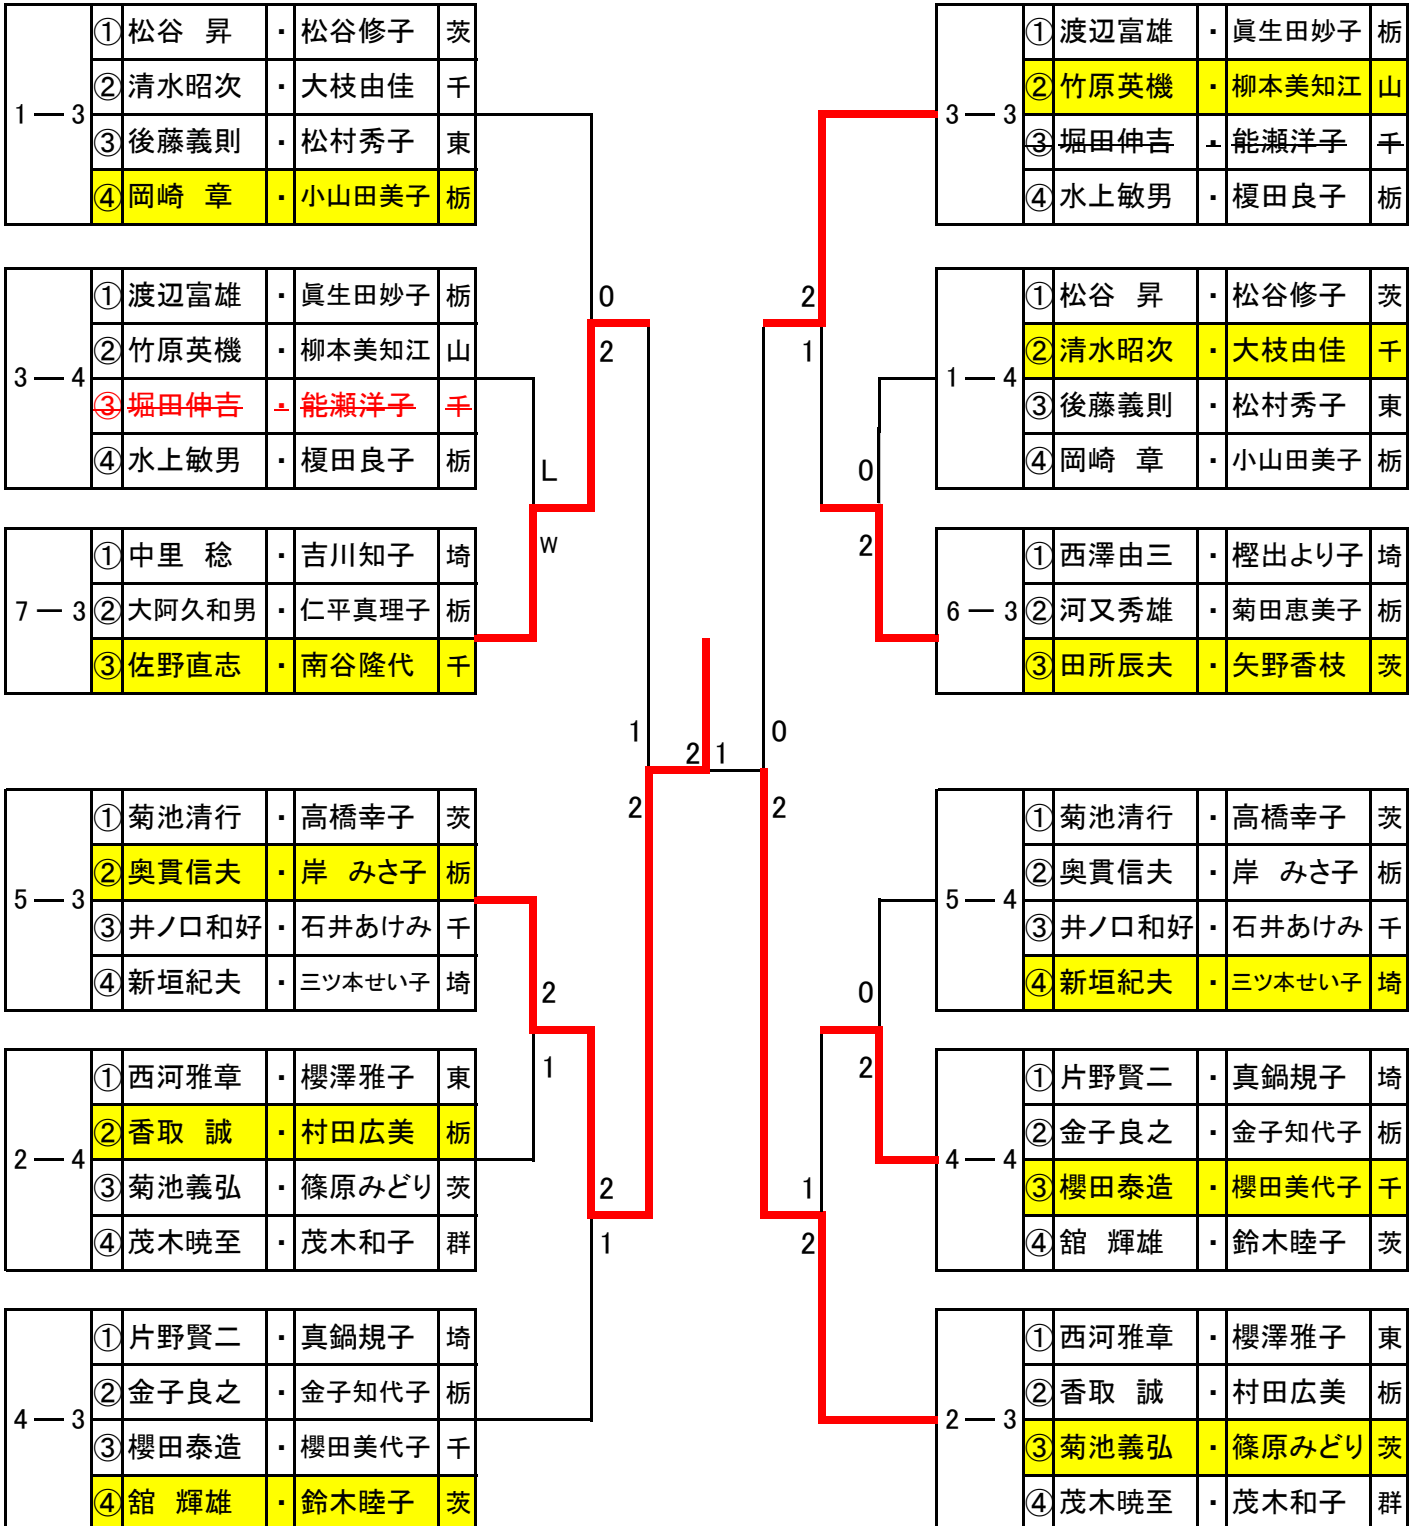 1 ― 3
① 松谷 昇 ・ 松谷修子 茨
② 清水昭次 ・ 大枝由佳 千
③ 後藤義則 ・ 松村秀子 東
④ 岡崎 章 ・ 小山田美子 栃
3 ― 4
① 渡辺富雄 ・ 眞生田妙子 栃
② 竹原英機 ・ 柳本美知江 山
③ 堀田伸吉 ・ 能瀬洋子 千
④ 水上敏男 ・ 榎田良子 栃
7 ― 3
① 中里 稔 ・ 吉川知子 埼
② 大阿久和男 ・ 仁平真理子 栃
③ 佐野直志 ・ 南谷隆代 千
5 ― 3
① 菊池清行 ・ 高橋幸子 茨
② 奥貫信夫 ・ 岸 みさ子 栃
③ 井ノ口和好 ・ 石井あけみ 千
④ 新垣紀夫 ・ 三ツ本せい子 埼
2 ― 4
① 西河雅章 ・ 櫻澤雅子 東
② 香取 誠 ・ 村田広美 栃
③ 菊池義弘 ・ 篠原みどり 茨
④ 茂木暁至 ・ 茂木和子 群
4 ― 3
① 片野賢二 ・ 真鍋規子 埼
② 金子良之 ・ 金子知代子 栃
③ 櫻田泰造 ・ 櫻田美代子 千
④ 舘 輝雄 ・ 鈴木睦子 茨
0
2
L
W
1
2
2
1
2
1
2 1
2
1
0
2
0
2
0
2
1
2
3 ― 3
① 渡辺富雄 ・ 眞生田妙子 栃
② 竹原英機 ・ 柳本美知江 山
③ 堀田伸吉 ・ 能瀬洋子 千
④ 水上敏男 ・ 榎田良子 栃
1 ― 4
① 松谷 昇 ・ 松谷修子 茨
② 清水昭次 ・ 大枝由佳 千
③ 後藤義則 ・ 松村秀子 東
④ 岡崎 章 ・ 小山田美子 栃
6 ― 3
① 西澤由三 ・ 樫出より子 埼
② 河又秀雄 ・ 菊田恵美子 栃
③ 田所辰夫 ・ 矢野香枝 茨
5 ― 4
① 菊池清行 ・ 高橋幸子 茨
② 奥貫信夫 ・ 岸 みさ子 栃
③ 井ノ口和好 ・ 石井あけみ 千
④ 新垣紀夫 ・ 三ツ本せい子 埼
4 ― 4
① 片野賢二 ・ 真鍋規子 埼
② 金子良之 ・ 金子知代子 栃
③ 櫻田泰造 ・ 櫻田美代子 千
④ 舘 輝雄 ・ 鈴木睦子 茨
2 ― 3
① 西河雅章 ・ 櫻澤雅子 東
② 香取 誠 ・ 村田広美 栃
③ 菊池義弘 ・ 篠原みどり 茨
④ 茂木暁至 ・ 茂木和子 群